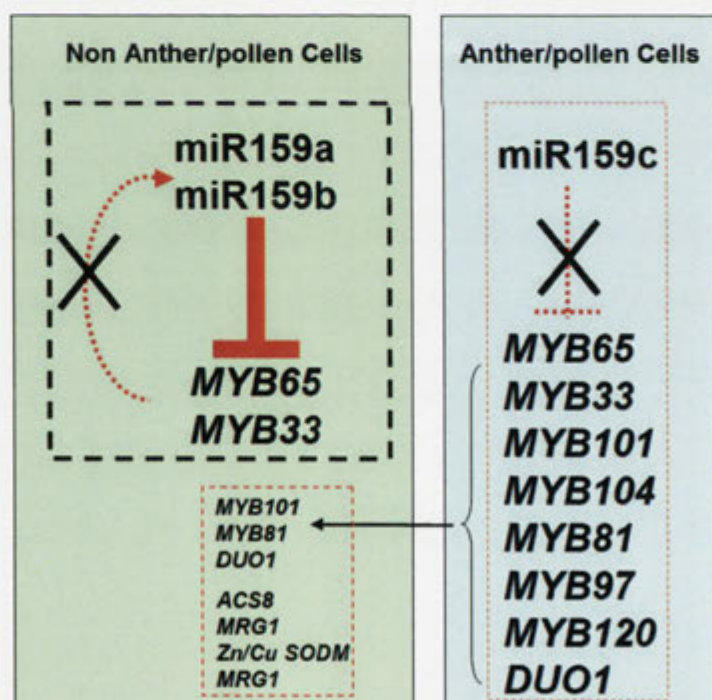 Non Anther/pollen Cells
miR159a
miR159b
MYB65
MYB33
MYB101
MYB81
DUO1
ACS8
MRG1
Zn/Cu SODM
MRG1
Anther/pollen Cells
miR159c
MYB65
MYB33
MYB101
MYB104
MYB81
MYB97
MYB120
DUO1